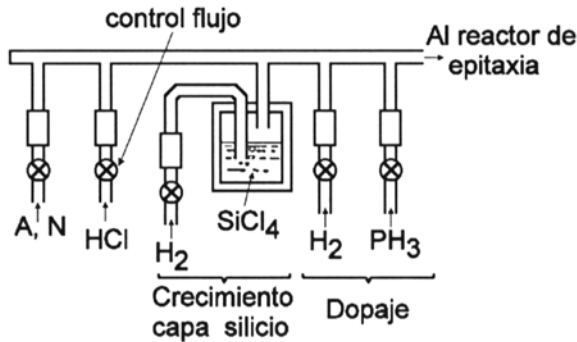 control flujo
Al reactor de
epitaxia
A, N
HCl
H2
SiCl4
H2
PH3
Crecimiento
capa silicio
Dopaje